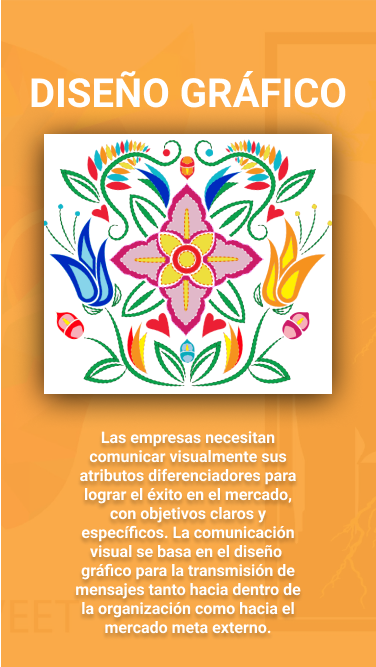 DISEÑO GRÁFICO
Las empresas necesitan
comunicar visualmente sus
atributos diferenciadores para
lograr el éxito en el mercado,
con objetivos claros y
específicos. La comunicación
visual se basa en el diseño
gráfico para la transmisión de
mensajes tanto hacia dentro de
la organización como hacia el
mercado meta externo.